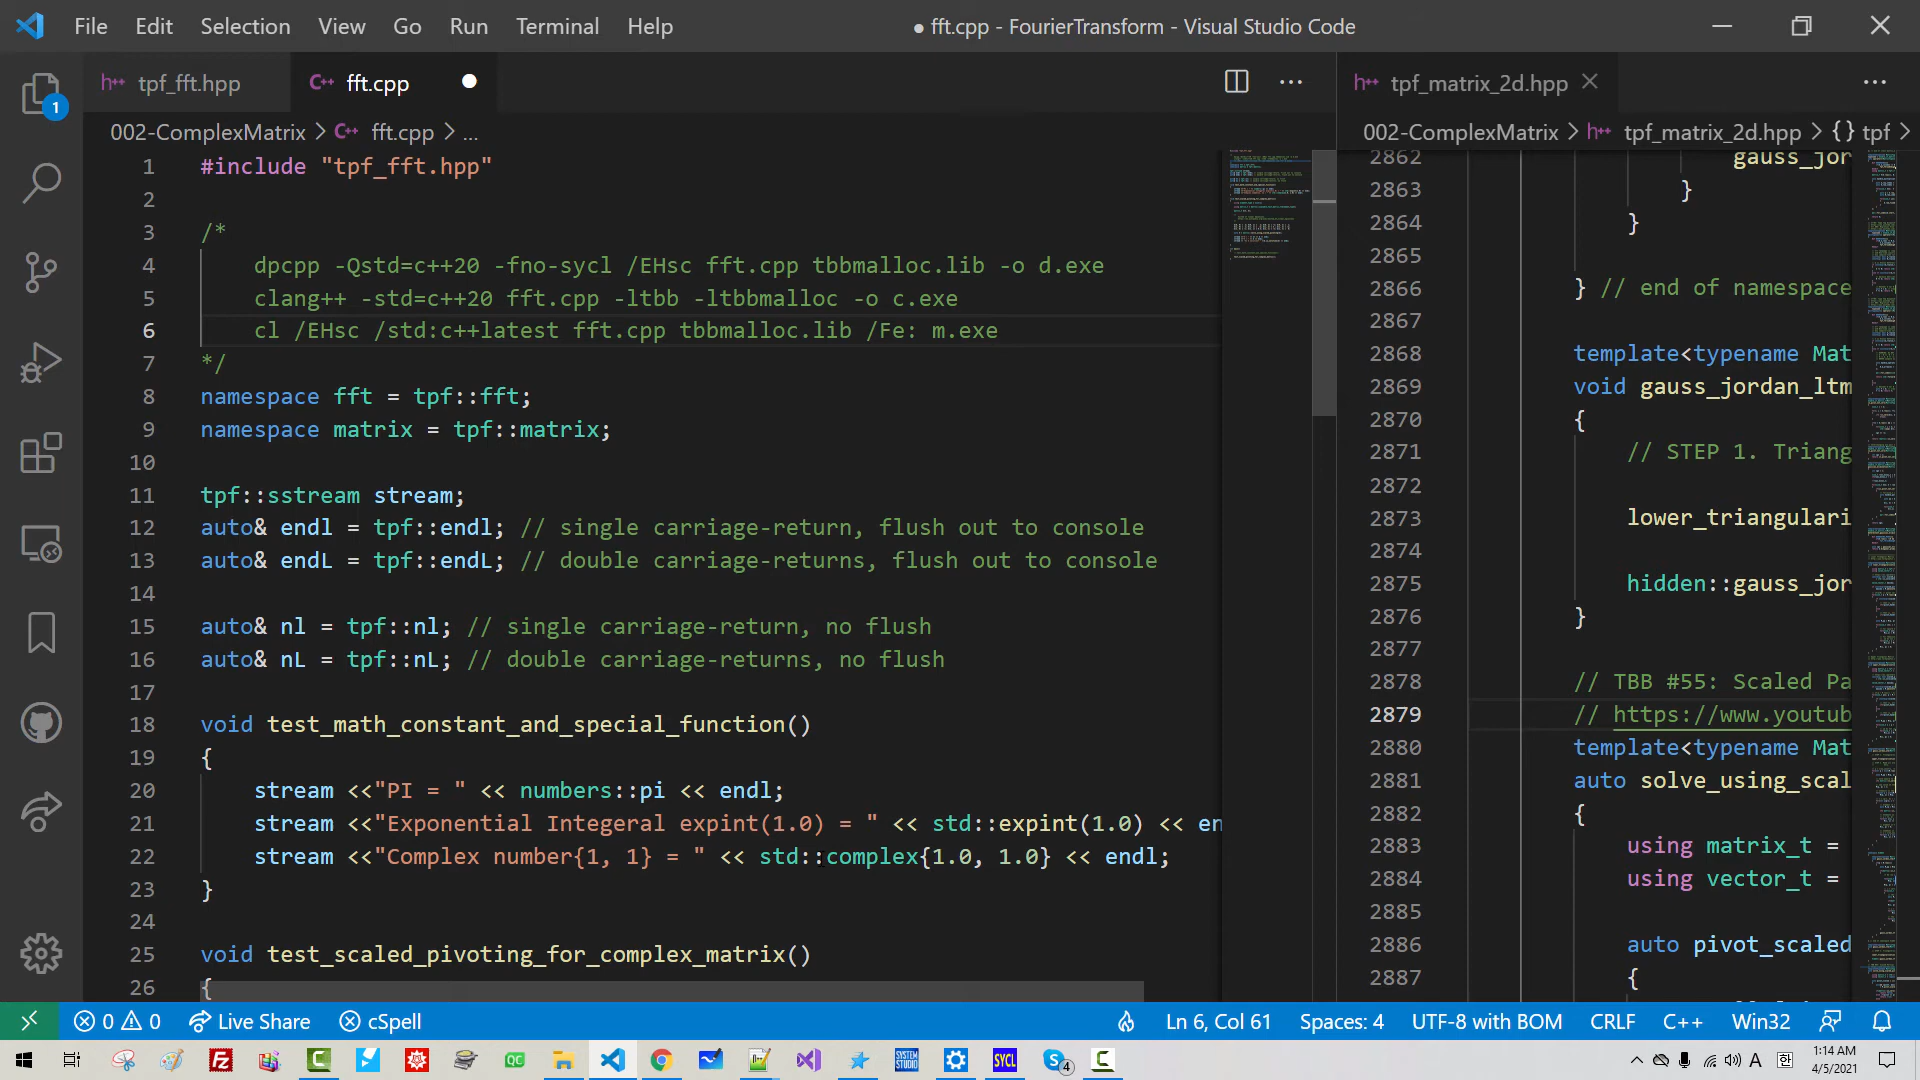 File Edit Selection View Go Run Terminal Help
● fft.cpp - FourierTransform - Visual Studio Code
tpf_fft.hpp
fft.cpp
002-ComplexMatrix > fft.cpp > ...
1 #include "tpf_fft.hpp"
2
3 /*
4 dpcpp -Qstd=c++20 -fno-sycl /EHsc fft.cpp tbbmalloc.lib -o d.exe
5 clang++ -std=c++20 fft.cpp -ltbb -ltbbmalloc -o c.exe
6 cl /EHsc /std:c++latest fft.cpp tbbmalloc.lib /Fe: m.exe
7 */
8 namespace fft = tpf::fft;
9 namespace matrix = tpf::matrix;
10
11 tpf::sstream stream;
12 auto& endl = tpf::endl; // single carriage-return, flush out to console
13 auto& endL = tpf::endL; // double carriage-returns, flush out to console
14
15 auto& nl = tpf::nl; // single carriage-return, no flush
16 auto& nL = tpf::nL; // double carriage-returns, no flush
17
18 void test_math_constant_and_special_function()
19 {
20 stream <<"PI = " << numbers::pi << endl;
21 stream <<"Exponential Integeral expint(1.0) = " << std::expint(1.0) << en
22 stream <<"Complex number{1, 1} = " << std::complex{1.0, 1.0} << endl;
23 }
24
25 void test_scaled_pivoting_for_complex_matrix()
26 {
tpf_matrix_2d.hpp
002-ComplexMatrix > tpf_matrix_2d.hpp > {} tpf >
2862 gauss_jor
2863 }
2864 }
2865
2866 } // end of namespace
2867
2868 template<typename Mat
2869 void gauss_jordan_ltm
2870 {
2871 // STEP 1. Triang
2872
2873 lower_triangulari
2874
2875 hidden::gauss_jor
2876 }
2877
2878 // TBB #55: Scaled Pa
2879 // https://www.youtub
2880 template<typename Mat
2881 auto solve_using_scal
2882 {
2883 using matrix_t =
2884 using vector_t =
2885
2886 auto pivot_scaled
2887 {
0 0 Live Share cSpell
Ln 6, Col 61 Spaces: 4 UTF-8 with BOM CRLF C++ Win32
1:14 AM
4/5/2021